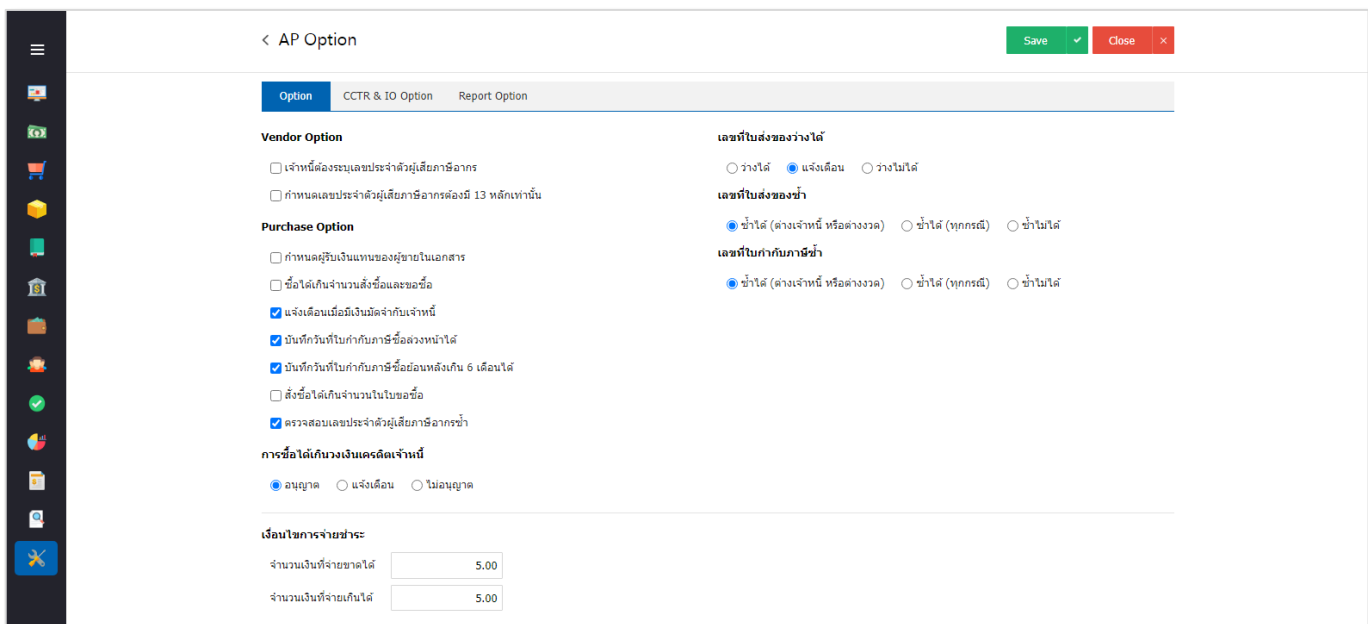 AP Option
Save
Close
Option
CCTR & IO Option
Report Option
Vendor Option
เจ้าหนี้ต้องระบุเลขประจำตัวผู้เสียภาษีอากร
กำหนดเลขประจำตัวผู้เสียภาษีอากรต้องมี 13 หลักเท่านั้น
Purchase Option
กำหนดผู้รับเงินแทนของผู้ขายในเอกสาร
ซื้อได้เกินจำนวนสั่งซื้อและขอซื้อ
แจ้งเตือนเมื่อมีเงินมัดจำกับเจ้าหนี้
บันทึกวันที่ใบกำกับภาษีซื้อล่วงหน้าได้
บันทึกวันที่ใบกำกับภาษีซื้อย้อนหลังเกิน 6 เดือนได้
สั่งซื้อได้เกินจำนวนในใบขอซื้อ
ตรวจสอบเลขประจำตัวผู้เสียภาษีอากรซ้ำ
การซื้อได้เกินวงเงินเครดิตเจ้าหนี้
อนุญาต แจ้งเตือน ไม่อนุญาต
เลขที่ใบส่งของว่างได้
ว่างได้ แจ้งเตือน ว่างไม่ได้
เลขที่ใบส่งของซ้ำ
ซ้ำได้ (ต่างเจ้าหนี้ หรือต่างงวด) ซ้ำได้ (ทุกกรณี) ซ้ำไม่ได้
เลขที่ใบกำกับภาษีซ้ำ
ซ้ำได้ (ต่างเจ้าหนี้ หรือต่างงวด) ซ้ำได้ (ทุกกรณี) ซ้ำไม่ได้
เงื่อนไขการจ่ายชำระ
จำนวนเงินที่จ่ายขาดได้ 5.00
จำนวนเงินที่จ่ายเกินได้ 5.00